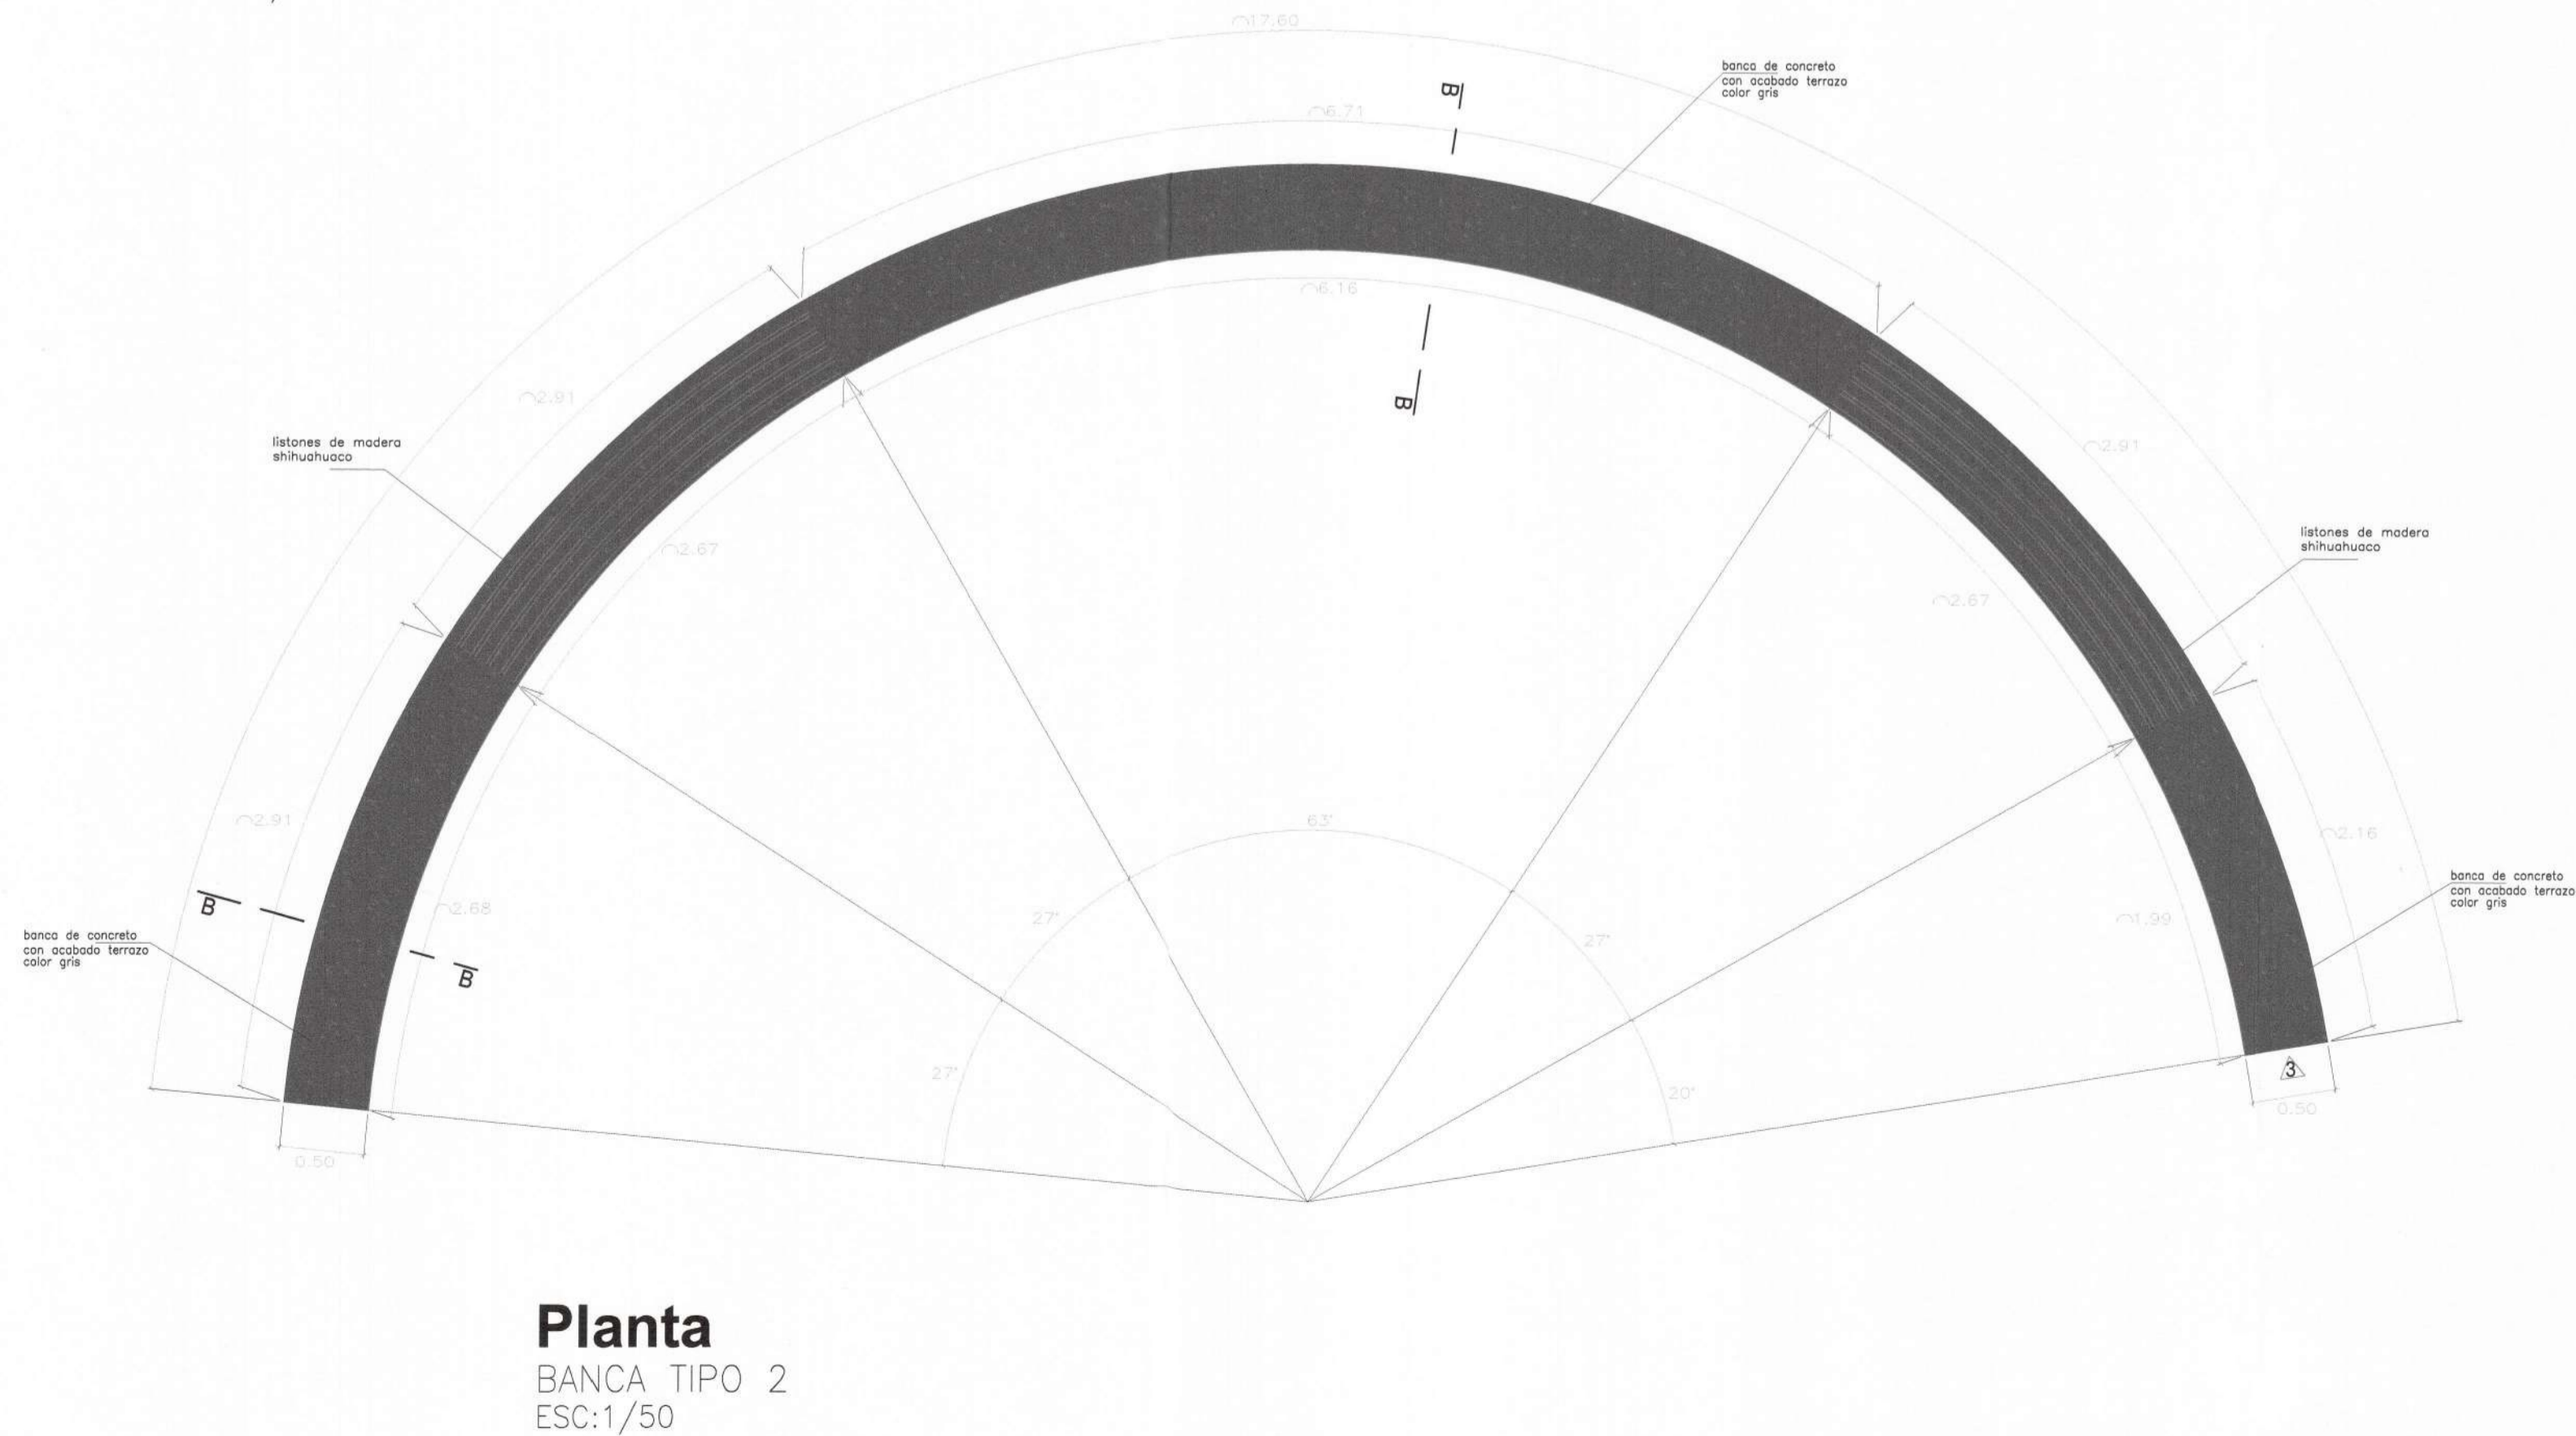 ⌒17.60
banca de concreto
con acabado terrazo
color gris
B
⌒6.71
⌒6.16
B
⌒2.91
⌒2.91
listones de madera
shihuahuaco
⌒2.67
listones de madera
shihuahuaco
⌒2.67
63°
⌒2.91
⌒2.16
B
⌒2.68
27°
27°
⌒1.99
banca de concreto
con acabado terrazo
color gris
banca de concreto
con acabado terrazo
color gris
B
27°
20°
3
0.50
0.50
Planta
BANCA TIPO 2
ESC:1/50